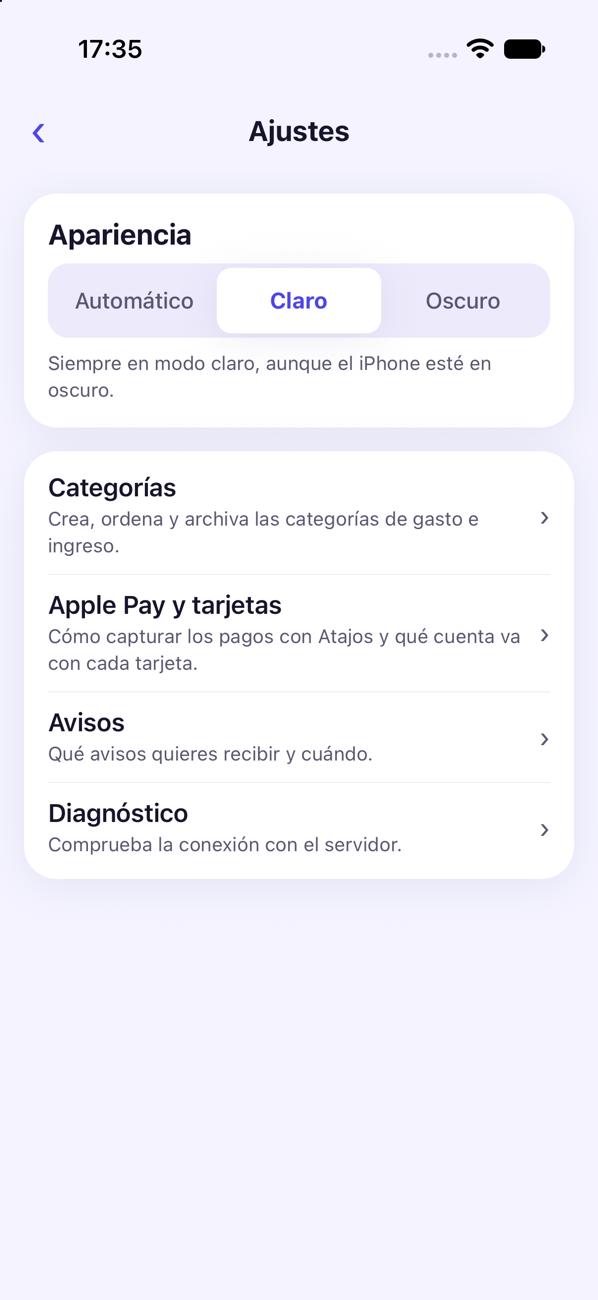 17:35
Ajustes
Apariencia
Automático Claro Oscuro
Siempre en modo claro, aunque el iPhone esté en
oscuro.
Categorías
Crea, ordena y archiva las categorías de gasto e
ingreso.
Apple Pay y tarjetas
Cómo capturar los pagos con Atajos y qué cuenta va
con cada tarjeta.
Avisos
Qué avisos quieres recibir y cuándo.
Diagnóstico
Comprueba la conexión con el servidor.